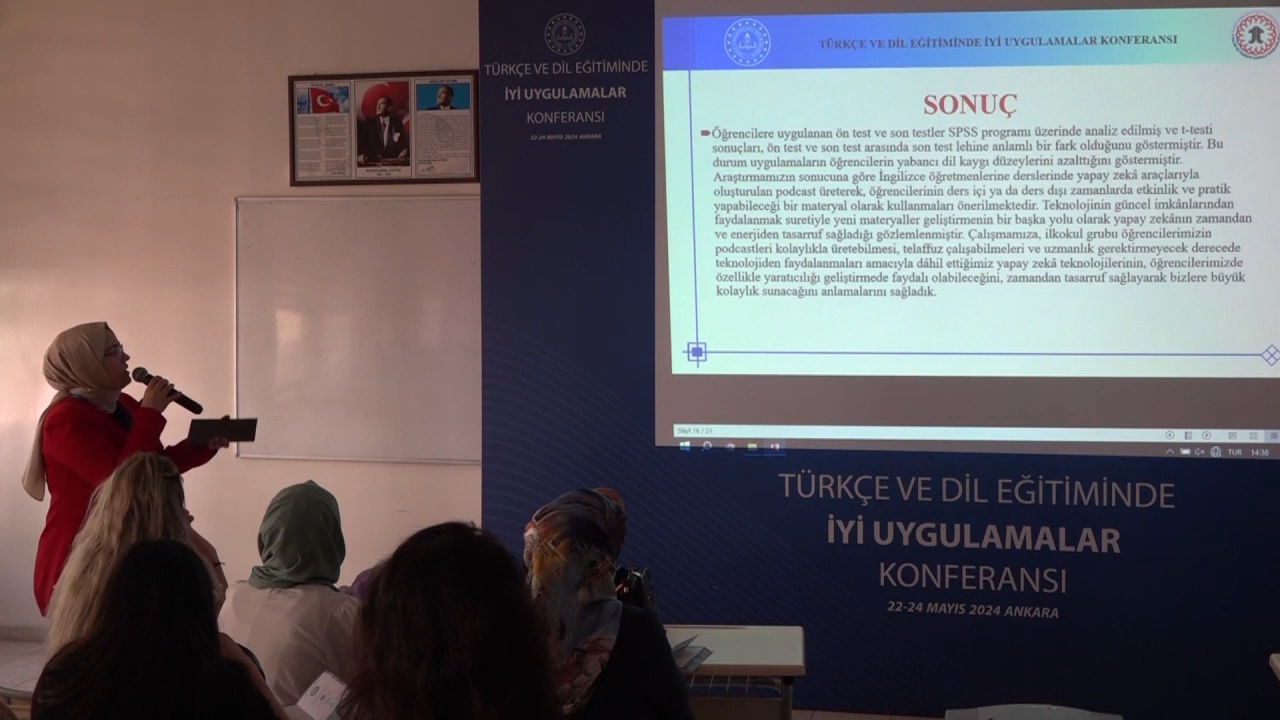 TÜRKÇE VE DİL EĞİTİMİNDE
İYİ UYGULAMALAR
KONFERANSI
22-24 MAYIS 2024 ANKARA
TÜRKÇE VE DİL EĞİTİMİNDE İYİ UYGULAMALAR KONFERANSI
SONUÇ
Öğrencilere uygulanan ön test ve son testler SPSS programı üzerinde analiz edilmiş ve t-testi
sonuçları, ön test ve son test arasında son test lehine anlamlı bir fark olduğunu göstermiştir. Bu
durum uygulamaların öğrencilerin yabancı dil kaygı düzeylerini azalttığını göstermiştir.
Araştırmamızın sonucuna göre İngilizce öğretmenlerine derslerinde yapay zekâ araçlarıyla
oluşturulan podcast üreterek, öğrencilerinin ders içi ya da ders dışı zamanlarda etkinlik ve pratik
yapabileceği bir materyal olarak kullanmaları önerilmektedir. Teknolojinin güncel imkânlarından
faydalanmak suretiyle yeni materyaller geliştirmenin bir başka yolu olarak yapay zekânın zamandan
ve enerjiden tasarruf sağladığı gözlemlenmiştir. Çalışmamıza, ilkokul grubu öğrencilerimizin
podcastleri kolaylıkla üretebilmesi, telaffuz çalışabilmeleri ve uzmanlık gerektirmeyecek derecede
teknolojiden faydalanmaları amacıyla dâhil ettiğimiz yapay zekâ teknolojilerinin, öğrencilerimizde
özellikle yaratıcılığı geliştirmede faydalı olabileceğini, zamandan tasarruf sağlayarak bizlere büyük
kolaylık sunacağını anlamalarını sağladık.
Slayt 16 / 21
TUR 14:38
TÜRKÇE VE DİL EĞİTİMİNDE
İYİ UYGULAMALAR
KONFERANSI
22-24 MAYIS 2024 ANKARA